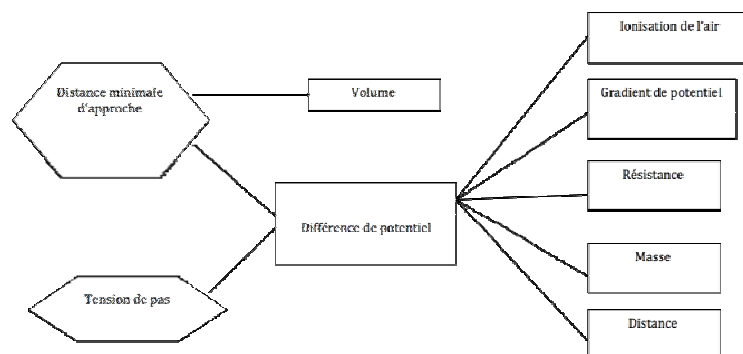 Ionisation de l'air
Distance minimale
d'approche
Volume
Gradient de potentiel
Résistance
Différence de potentiel
Masse
Tension de pas
Distance